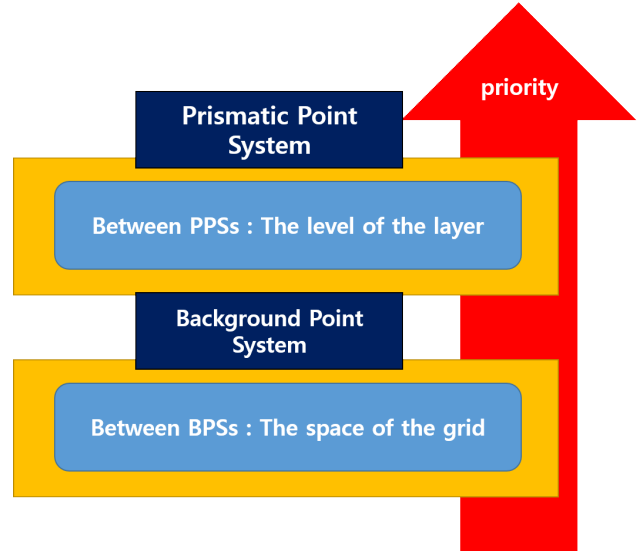 priority
Prismatic Point
System
Between PPSs : The level of the layer
Background Point
System
Between BPSs : The space of the grid